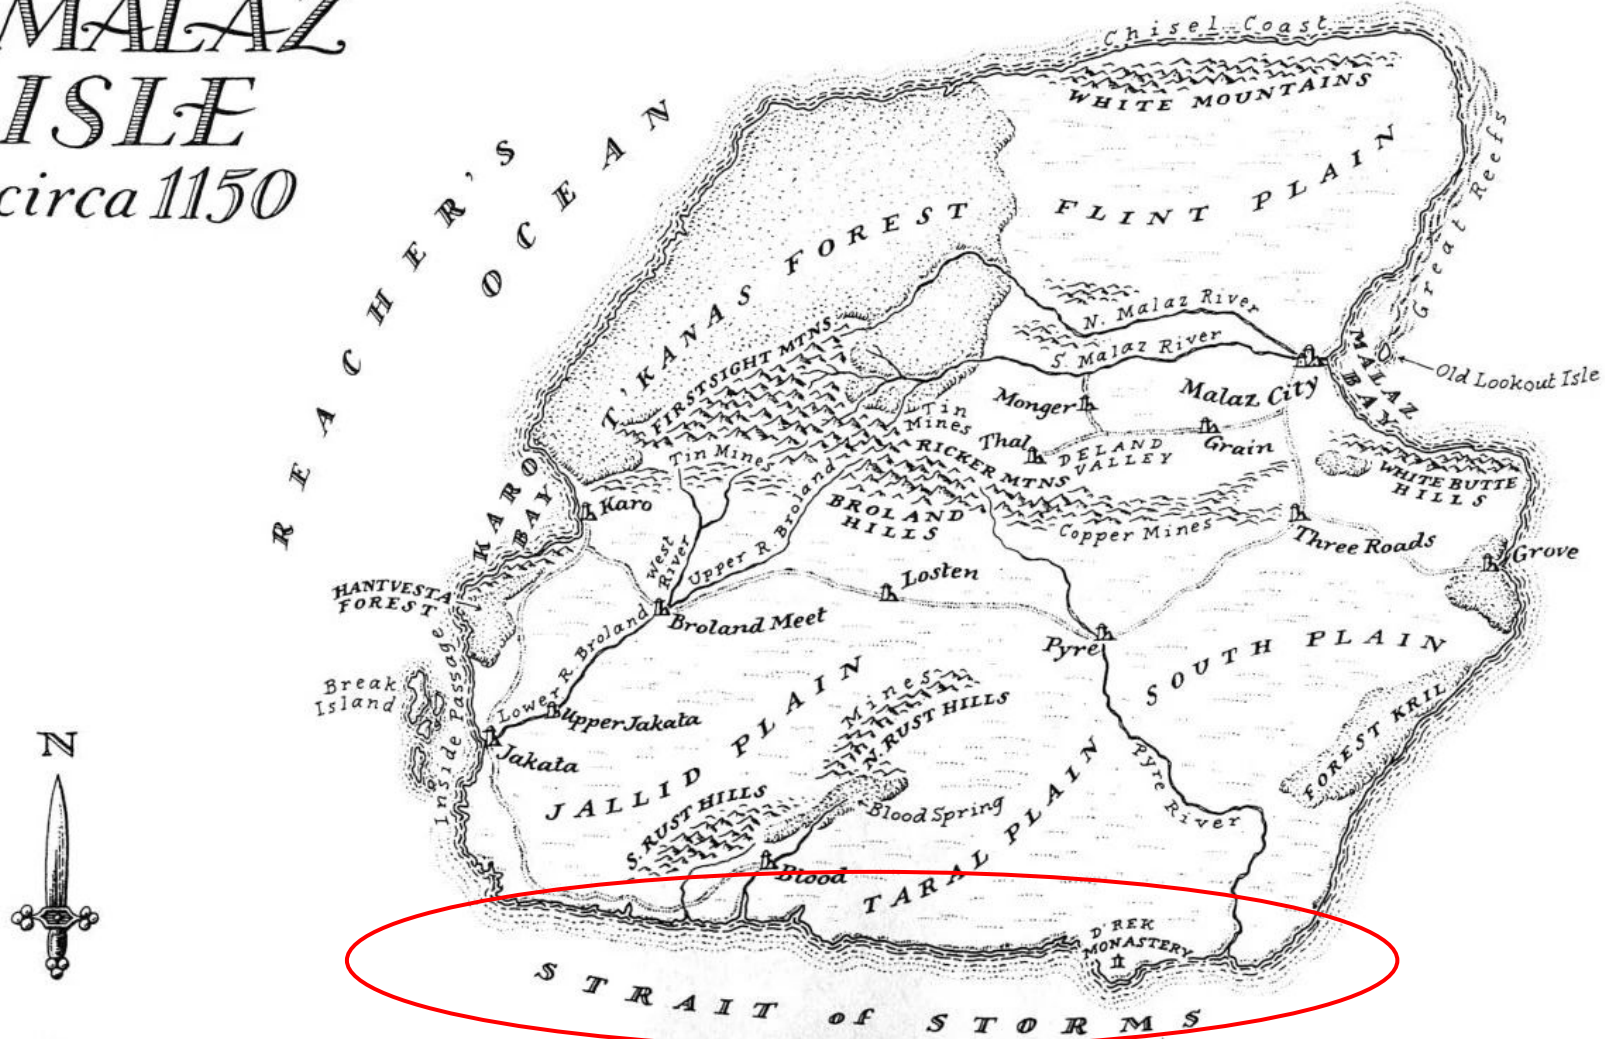 MALAZ
ISLE
circa 1150
REACHER'S
OCEAN
Chisel Coast
WHITE MOUNTAINS
FLINT PLAIN
Great Reefs
T'KANAS FOREST
N. Malaz River
S. Malaz River
FIRSTSIGHT MTNS.
MALAZ
BAY
Old Lookout Isle
Malaz City
Monger
Tin
Mines
Thal
DELAND
VALLEY
Grain
Tin Mines
RICKER MTNS
WHITE BUTTE
HILLS
KARO
BAY
Karo
BROLAND
HILLS
Copper Mines
Three Roads
Grove
West
River
Upper R. Broland
Losten
HANTVESTA
FOREST
Broland Meet
Pyre
SOUTH PLAIN
Lower R. Broland
Break
Island
Inside Passage
Upper Jakata
Jakata
Mines
N. RUST HILLS
FOREST KRIL
N
JALLID PLAIN
Pyre River
S. RUST HILLS
Blood Spring
Blood
TARAL PLAIN
D'REK
MONASTERY
STRAIT of STORMS